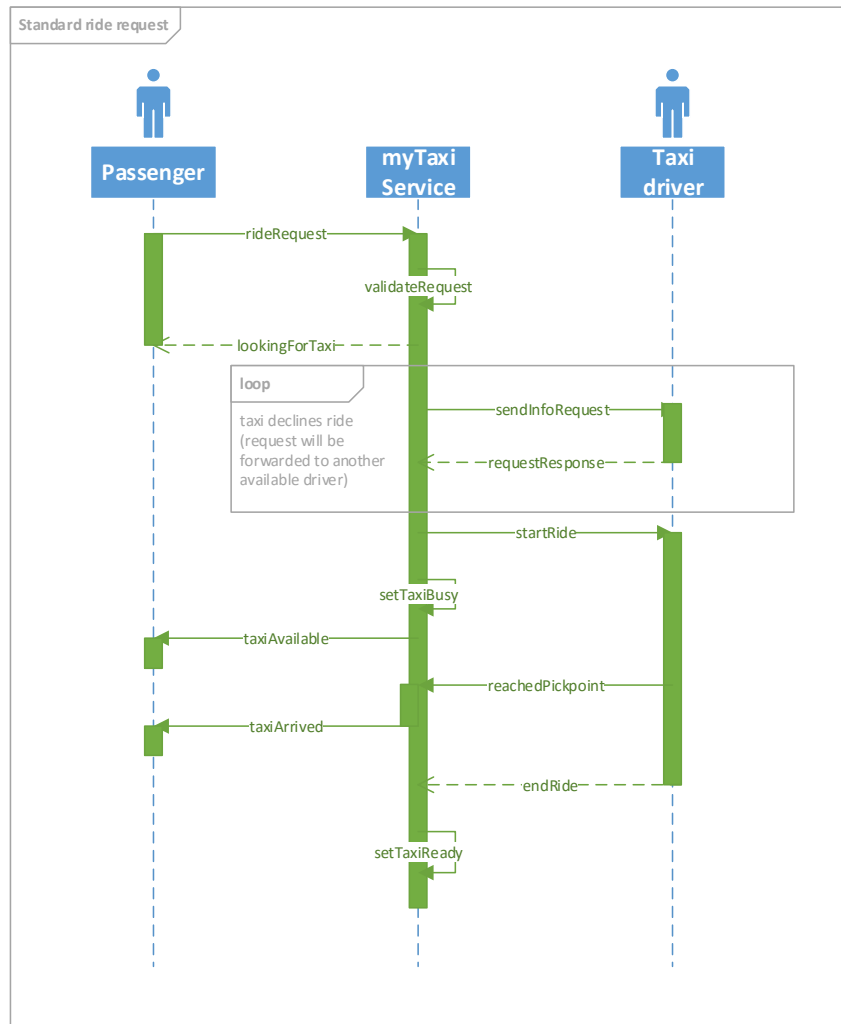 Standard ride request
Passenger
myTaxi
Service
Taxi
driver
rideRequest
validateRequest
lookingForTaxi
loop
taxi declines ride
(request will be
forwarded to another
available driver)
sendInfoRequest
requestResponse
startRide
setTaxiBusy
taxiAvailable
reachedPickpoint
taxiArrived
endRide
setTaxiReady